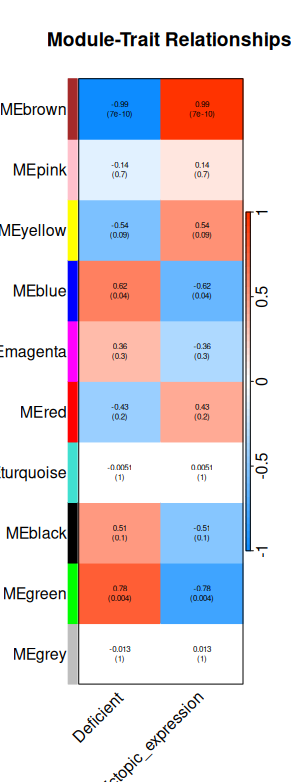 Module-Trait Relationships
MEbrown
-0.99
(7e-10)
0.99
(7e-10)
MEpink
-0.14
(0.7)
0.14
(0.7)
MEyellow
-0.54
(0.09)
0.54
(0.09)
MEblue
0.62
(0.04)
-0.62
(0.04)
Emagenta
0.36
(0.3)
-0.36
(0.3)
MEred
-0.43
(0.2)
0.43
(0.2)
turquoise
-0.0051
(1)
0.0051
(1)
MEblack
0.51
(0.1)
-0.51
(0.1)
MEgreen
0.78
(0.004)
-0.78
(0.004)
MEgrey
-0.013
(1)
0.013
(1)
1
0.5
0
-0.5
-1
Deficient
ctopic_expression